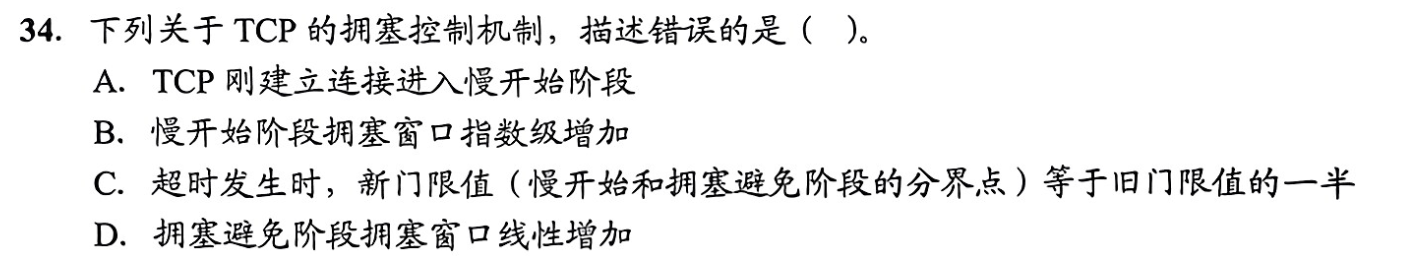 34. 下列关于 TCP 的拥塞控制机制，描述错误的是（ ）。
A. TCP 刚建立连接进入慢开始阶段
B. 慢开始阶段拥塞窗口指数级增加
C. 超时发生时，新门限值（慢开始和拥塞避免阶段的分界点）等于旧门限值的一半
D. 拥塞避免阶段拥塞窗口线性增加